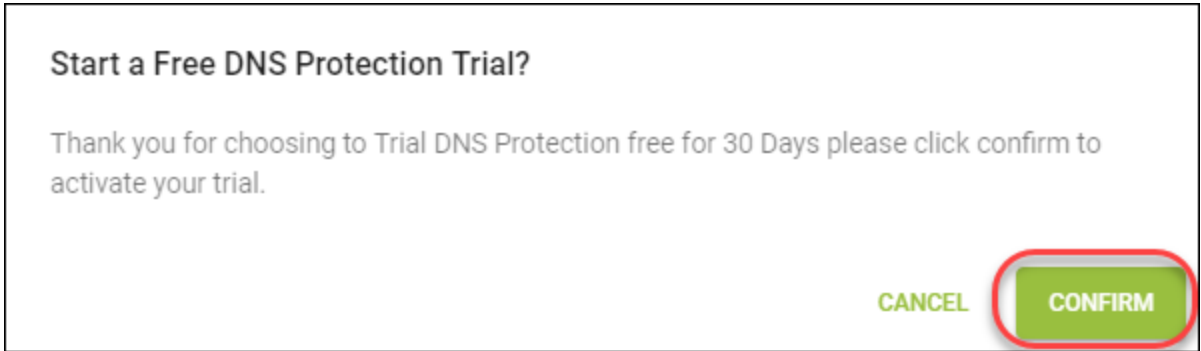 Start a Free DNS Protection Trial?
Thank you for choosing to Trial DNS Protection free for 30 Days please click confirm to
activate your trial.
CANCEL CONFIRM